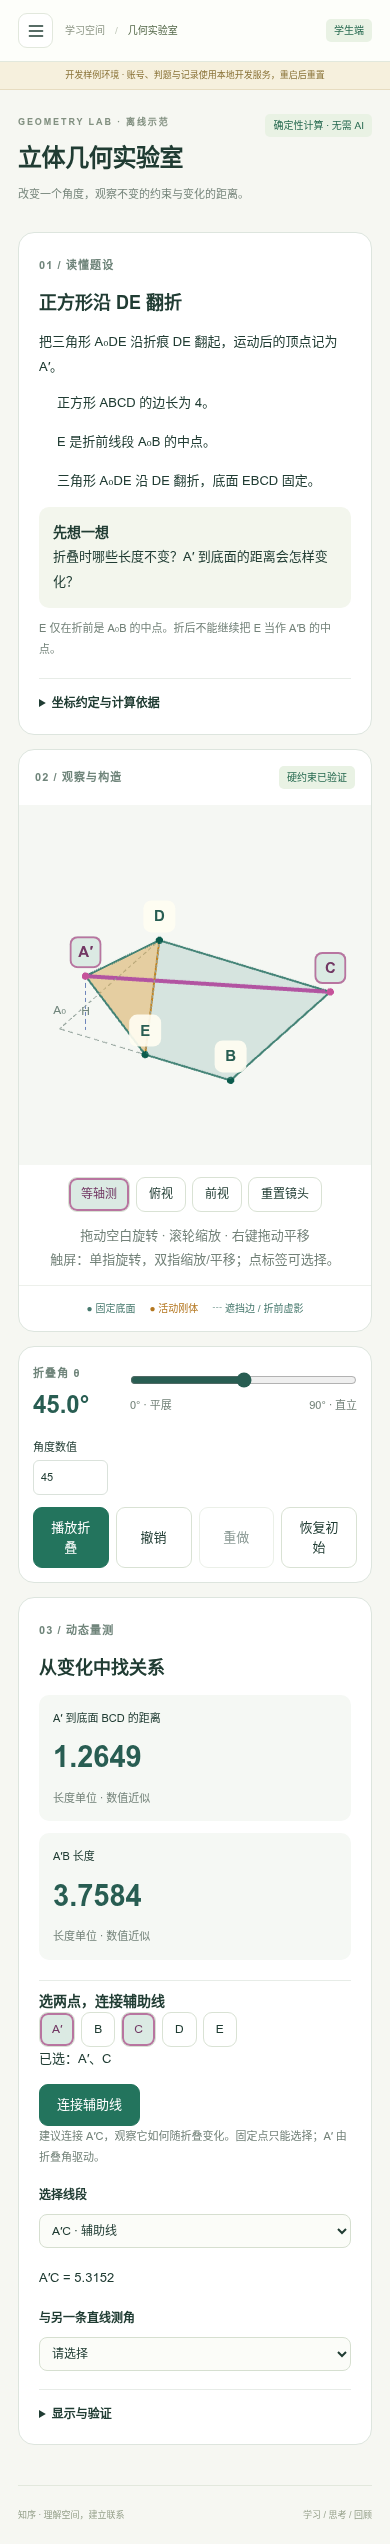 学习空间 / 几何实验室
学生端
开发样例环境 · 账号、判题与记录使用本地开发服务，重启后重置
GEOMETRY LAB · 离线示范
确定性计算 · 无需 AI
立体几何实验室
改变一个角度，观察不变的约束与变化的距离。
01 / 读懂题设
正方形沿 DE 翻折
把三角形 A₀DE 沿折痕 DE 翻起，运动后的顶点记为
A′。
正方形 ABCD 的边长为 4。
E 是折前线段 A₀B 的中点。
三角形 A₀DE 沿 DE 翻折，底面 EBCD 固定。
先想一想
折叠时哪些长度不变？A′ 到底面的距离会怎样变
化？
E 仅在折前是 A₀B 的中点。折后不能继续把 E 当作 A′B 的中
点。
▶ 坐标约定与计算依据
02 / 观察与构造
硬约束已验证
D
A′
C
A₀
H
E
B
等轴测
俯视
前视
重置镜头
拖动空白旋转 · 滚轮缩放 · 右键拖动平移
触屏：单指旋转，双指缩放/平移；点标签可选择。
● 固定底面
● 活动刚体
┄ 遮挡边 / 折前虚影
折叠角 θ
45.0°
0° · 平展
90° · 直立
角度数值
45
播放折
叠
撤销
重做
恢复初
始
03 / 动态量测
从变化中找关系
A′ 到底面 BCD 的距离
1.2649
长度单位 · 数值近似
A′B 长度
3.7584
长度单位 · 数值近似
选两点，连接辅助线
A′
B
C
D
E
已选：A′、C
连接辅助线
建议连接 A′C，观察它如何随折叠变化。固定点只能选择；A′ 由
折叠角驱动。
选择线段
A′C · 辅助线
A′C = 5.3152
与另一条直线测角
请选择
▶ 显示与验证
知序 · 理解空间，建立联系
学习 / 思考 / 回顾